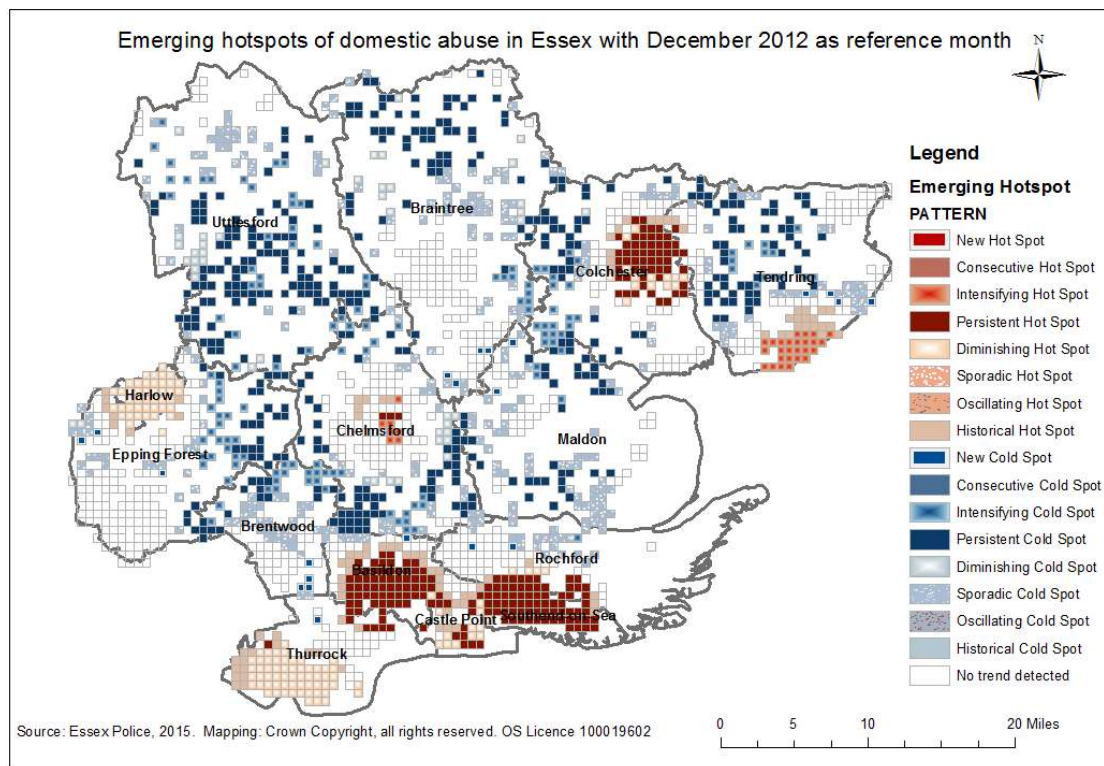 Emerging hotspots of domestic abuse in Essex with December 2012 as reference month
N
Uttlesford
Braintree
Colchester
Tendring
Harlow
Epping Forest
Chelmsford
Maldon
Brentwood
Rochford
Basildon
Castle Point
Southend-on-Sea
Thurrock
Legend
Emerging Hotspot
PATTERN
New Hot Spot
Consecutive Hot Spot
Intensifying Hot Spot
Persistent Hot Spot
Diminishing Hot Spot
Sporadic Hot Spot
Oscillating Hot Spot
Historical Hot Spot
New Cold Spot
Consecutive Cold Spot
Intensifying Cold Spot
Persistent Cold Spot
Diminishing Cold Spot
Sporadic Cold Spot
Oscillating Cold Spot
Historical Cold Spot
No trend detected
Source: Essex Police, 2015. Mapping: Crown Copyright, all rights reserved. OS Licence 100019602
0 5 10 20 Miles